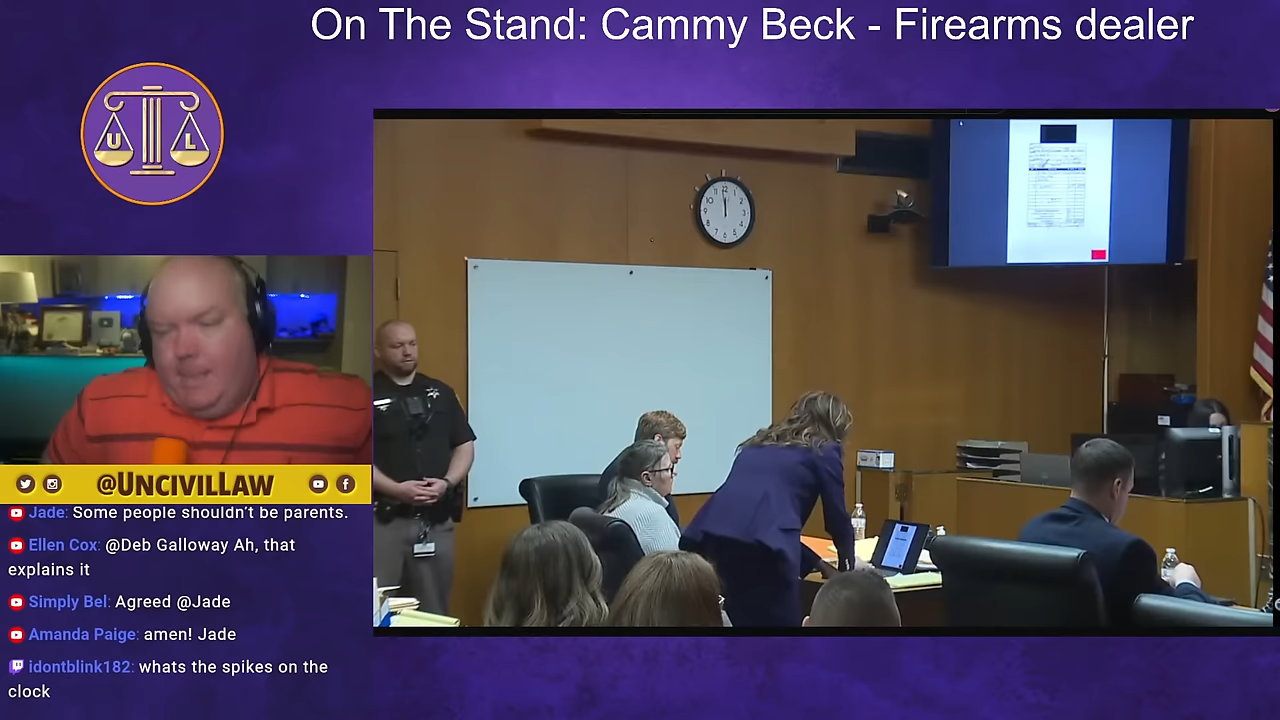 On The Stand: Cammy Beck - Firearms dealer
U L
@UNCIVILLAW
Jade: Some people shouldn't be parents.
Ellen Cox: @Deb Galloway Ah, that
explains it
Simply Bel: Agreed @Jade
Amanda Paige: amen! Jade
idontblink182: whats the spikes on the
clock